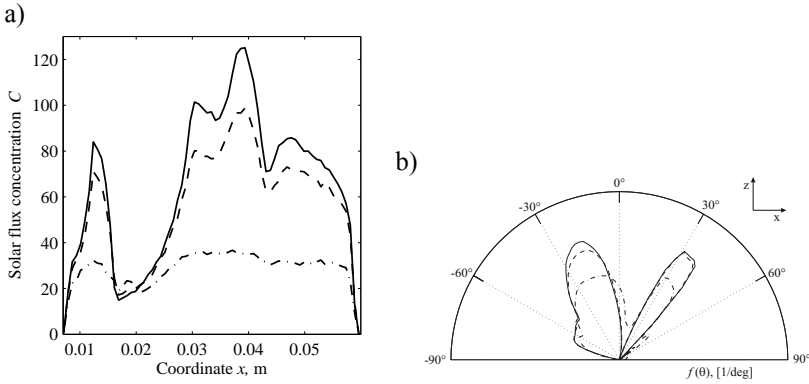 a)
Solar flux concentration C
120
100
80
60
40
20
0
0.01 0.02 0.03 0.04 0.05
Coordinate x, m
b)
0°
-30° 30°
-60° 60°
-90° 90°
z
x
f(θ), [1/deg]